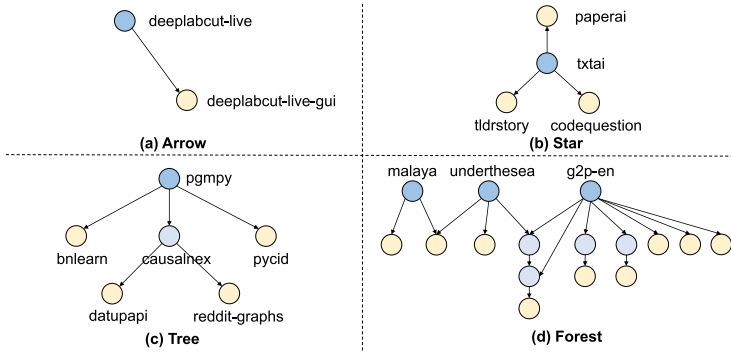 deeplabcut-live
deeplabcut-live-gui
(a) Arrow
paperai
txtai
tldrstory
codequestion
(b) Star
pgmpy
bnlearn
causalnex
pycid
datupapi
reddit-graphs
(c) Tree
malaya
underthesea
g2p-en
(d) Forest